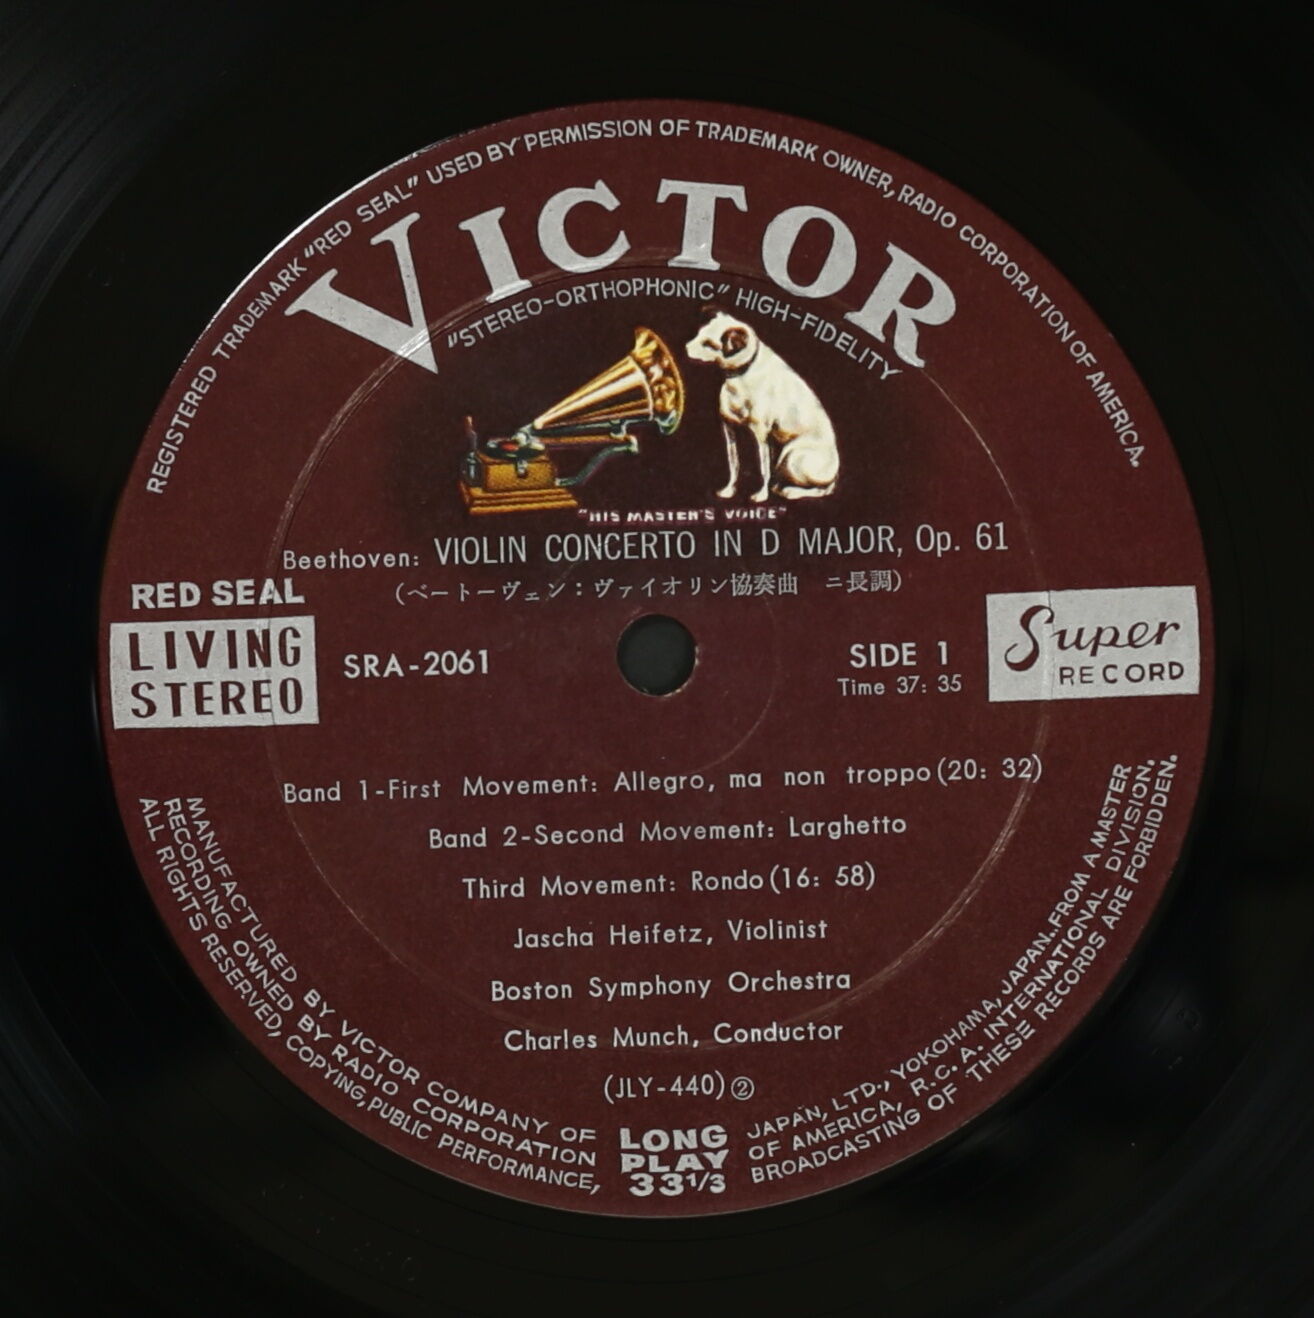 REGISTERED TRADEMARK "RED SEAL" USED BY PERMISSION OF TRADEMARK OWNER, RADIO CORPORATION OF AMERICA.
VICTOR
"STEREO-ORTHOPHONIC" HIGH-FIDELITY
"HIS MASTER'S VOICE"
Beethoven: VIOLIN CONCERTO IN D MAJOR, Op. 61
(ベートーヴェン：ヴァイオリン協奏曲 ニ長調)
RED SEAL
LIVING
STEREO
SRA-2061
SIDE 1
Time 37: 35
Super
RECORD
Band 1-First Movement: Allegro, ma non troppo (20: 32)
Band 2-Second Movement: Larghetto
Third Movement: Rondo (16: 58)
Jascha Heifetz, Violinist
Boston Symphony Orchestra
Charles Munch, Conductor
(JLY-440) ②
LONG
PLAY
33 1/3
MANUFACTURED BY VICTOR COMPANY OF JAPAN, LTD., YOKOHAMA, JAPAN..FROM A MASTER
RECORDING OWNED BY RADIO CORPORATION OF AMERICA, R.C.A. INTERNATIONAL DIVISION,
ALL RIGHTS RESERVED, COPYING, PUBLIC PERFORMANCE, BROADCASTING OF THESE RECORDS ARE FORBIDDEN.